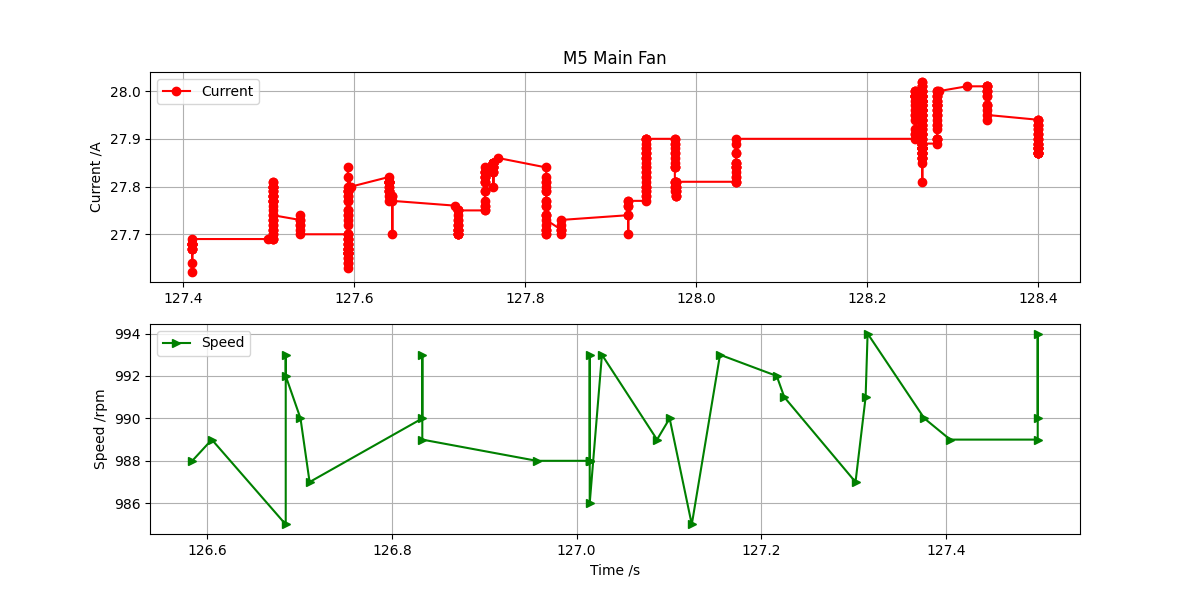 M5 Main Fan
Current
Current /A
28.0
27.9
27.8
27.7
127.4 127.6 127.8 128.0 128.2 128.4
Speed
Speed /rpm
994
992
990
988
986
126.6 126.8 127.0 127.2 127.4
Time /s